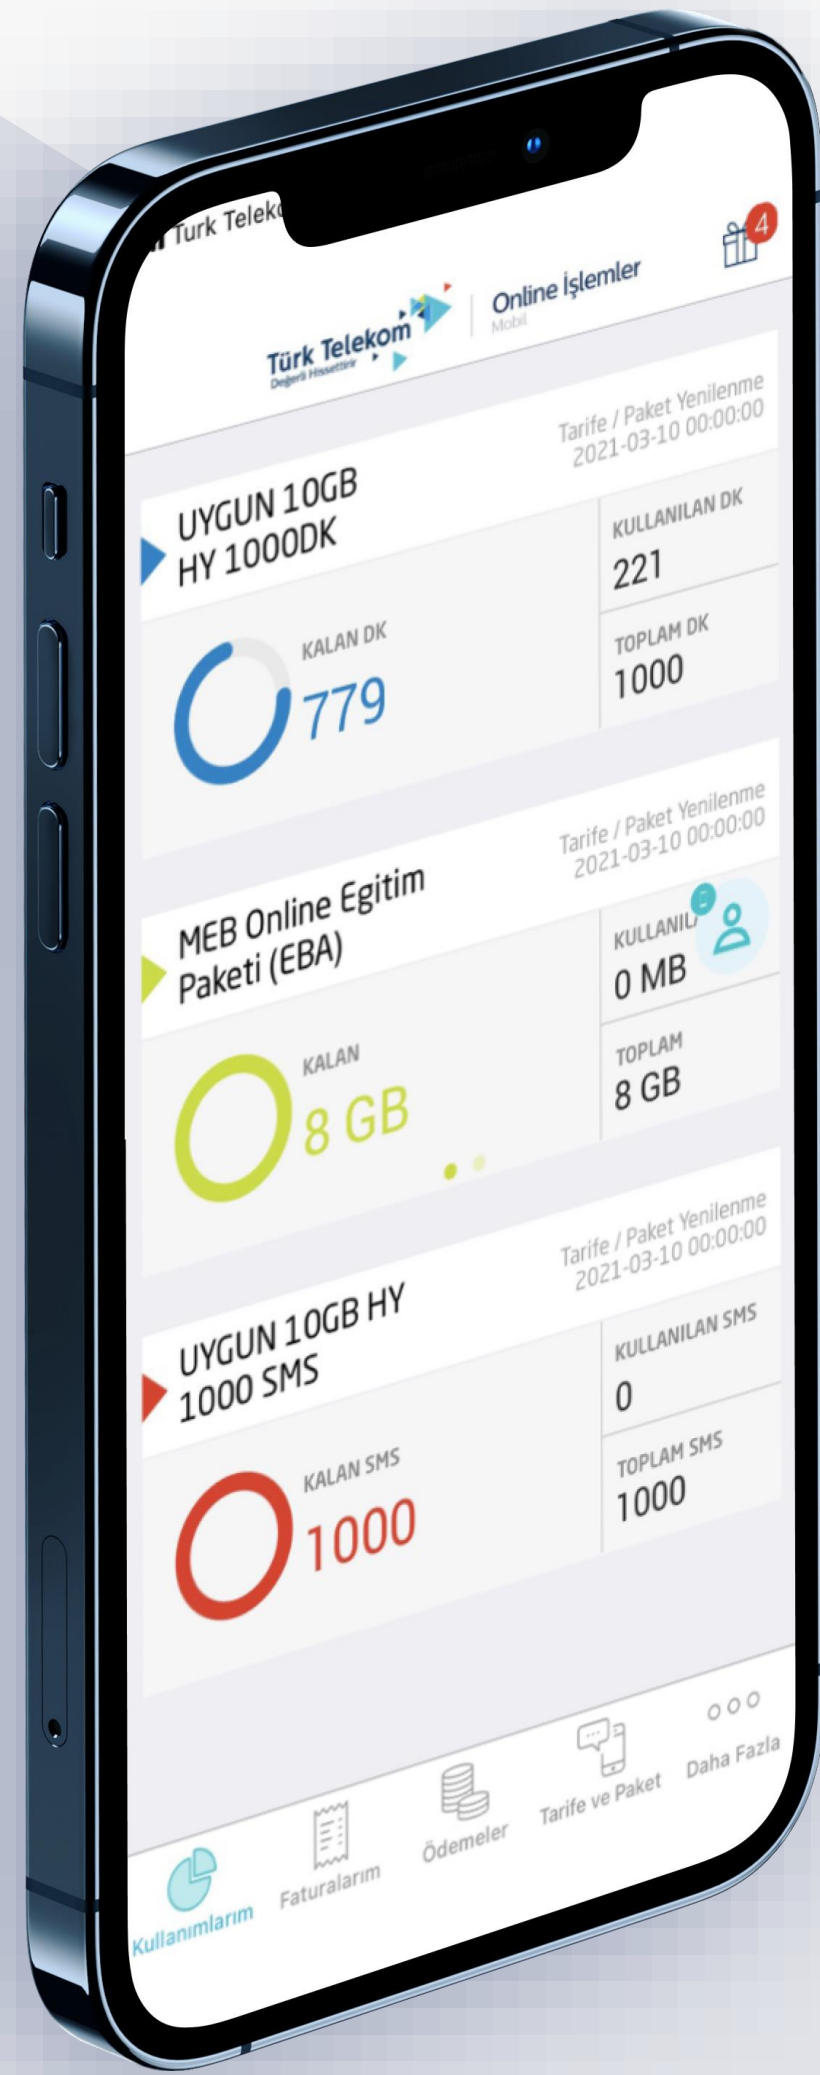 Turk Teleko
Türk Telekom
Değerli Hissettirir
Online İşlemler
Mobil
4
UYGUN 10GB
HY 1000DK
Tarife / Paket Yenilenme
2021-03-10 00:00:00
KALAN DK
779
KULLANILAN DK
221
TOPLAM DK
1000
MEB Online Egitim
Paketi (EBA)
Tarife / Paket Yenilenme
2021-03-10 00:00:00
KALAN
8 GB
KULLANIL
0 MB
TOPLAM
8 GB
UYGUN 10GB HY
1000 SMS
Tarife / Paket Yenilenme
2021-03-10 00:00:00
KALAN SMS
1000
KULLANILAN SMS
0
TOPLAM SMS
1000
Kullanımlarım
Faturalarım
Ödemeler
Tarife ve Paket
Daha Fazla